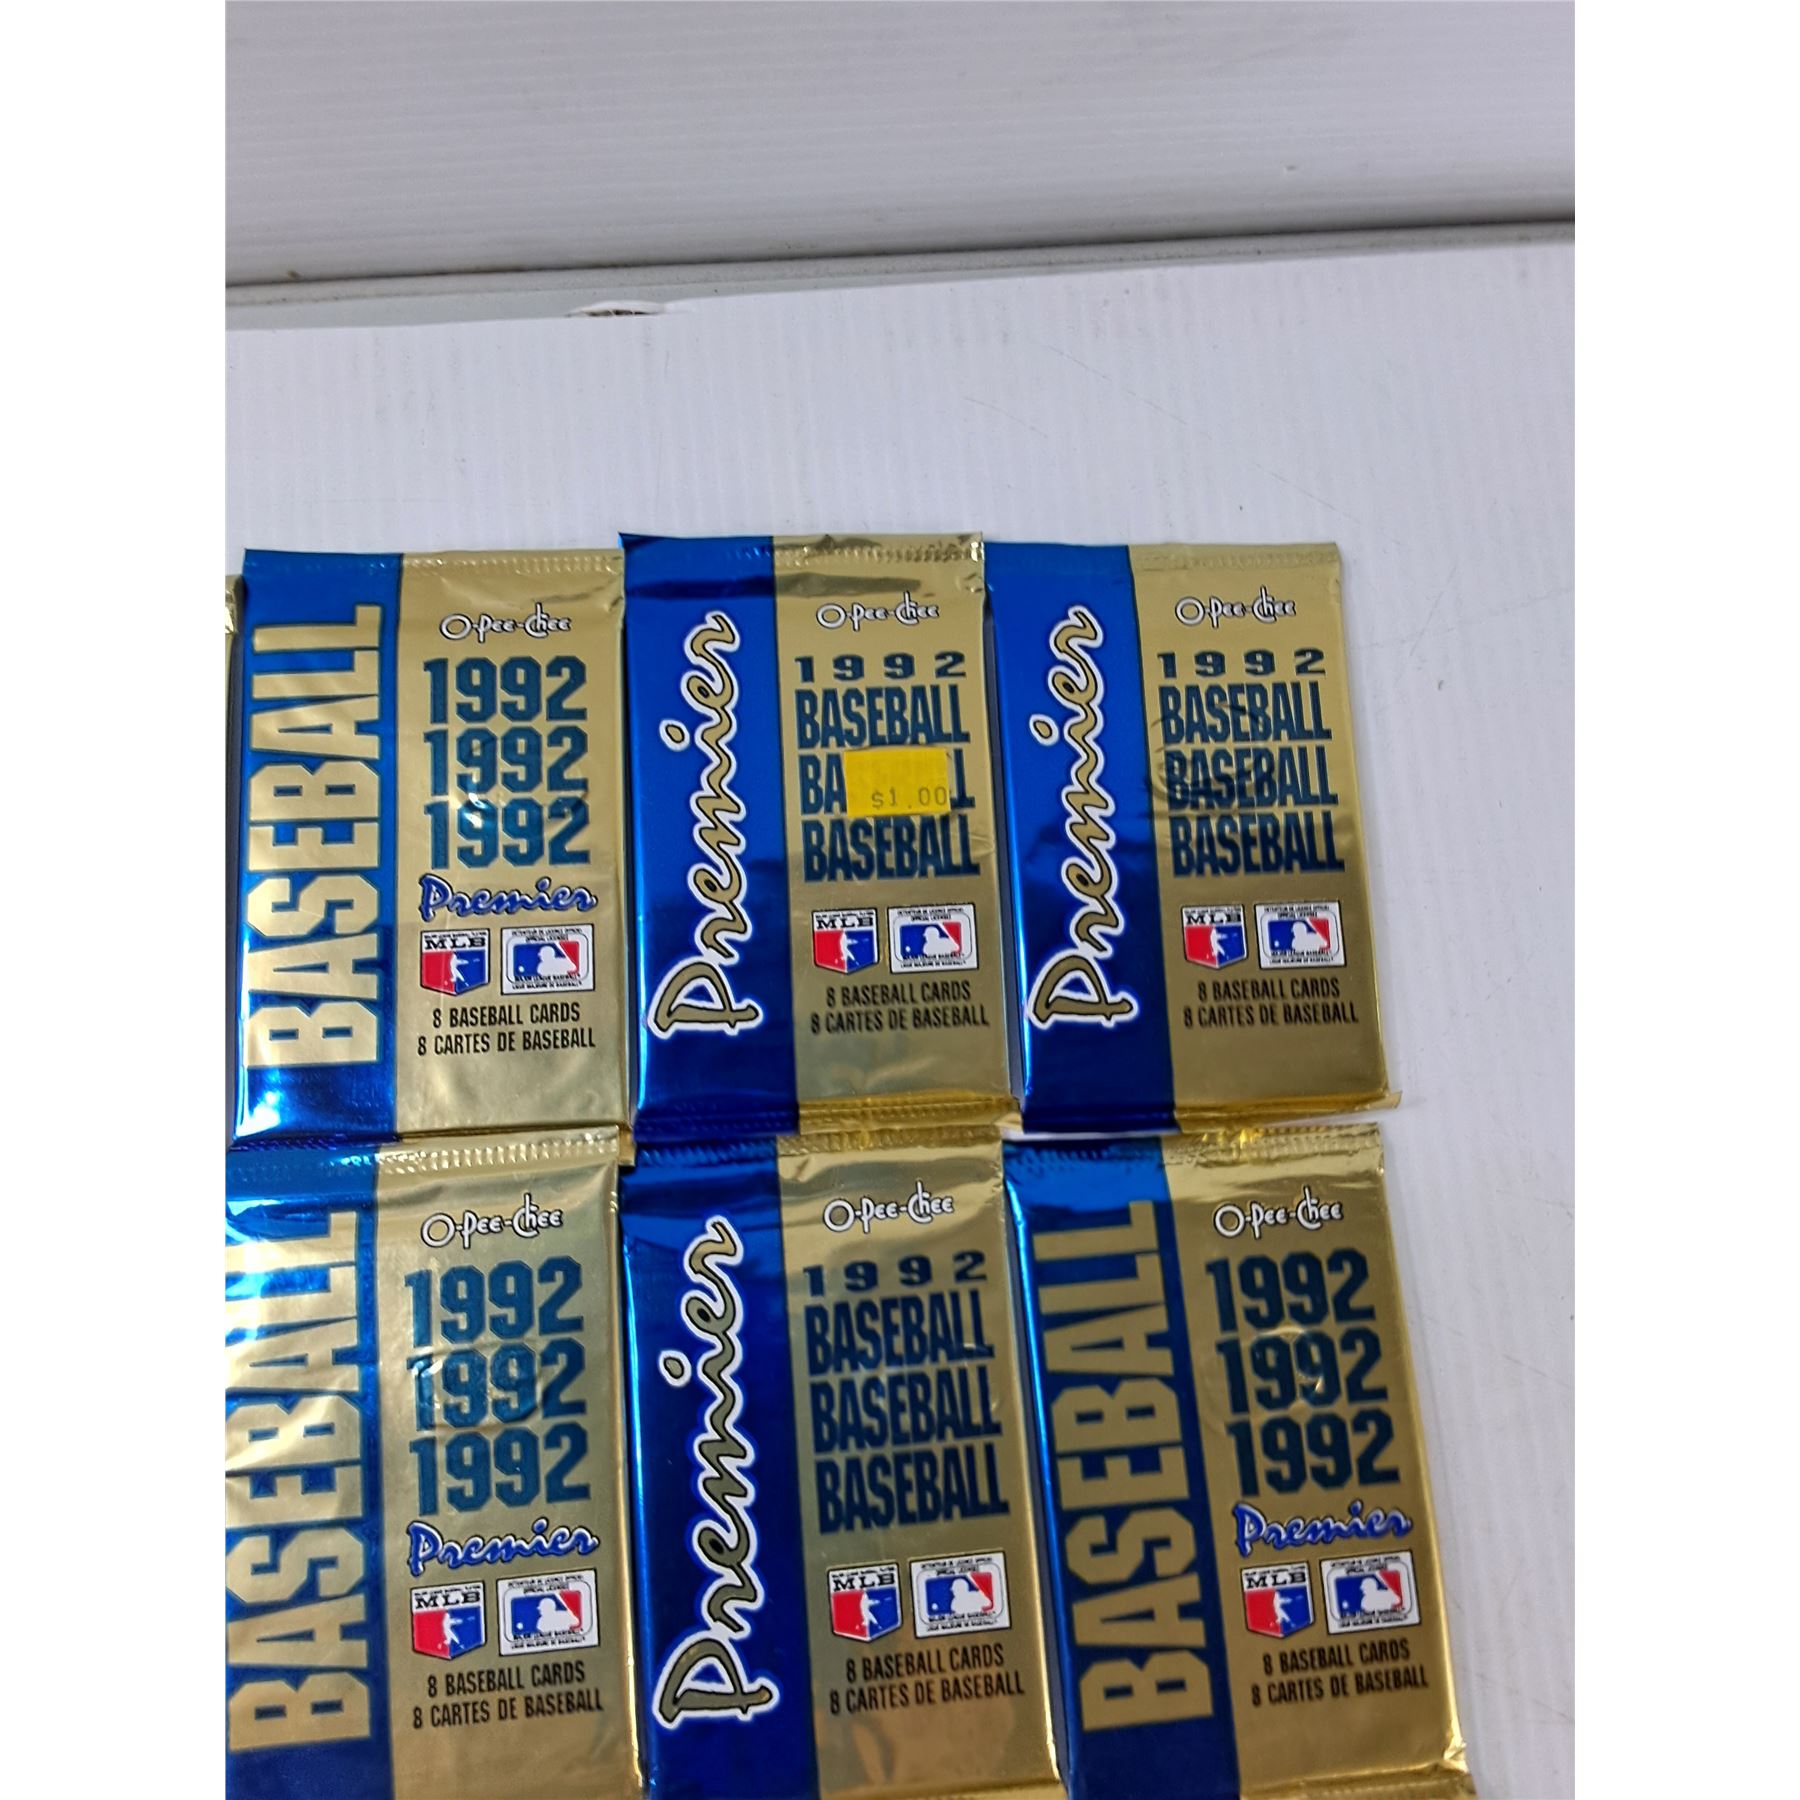 BASEBALL
O-Pee-Chee
1992
1992
1992
Premier
MLB
8 BASEBALL CARDS
8 CARTES DE BASEBALL
Premier
O-Pee-Chee
1992
BASEBALL
BA L
$1.00
BASEBALL
MLB
8 BASEBALL CARDS
8 CARTES DE BASEBALL
Premier
O-Pee-Chee
1992
BASEBALL
BASEBALL
BASEBALL
MLB
8 BASEBALL CARDS
8 CARTES DE BASEBALL
BASEBALL
O-Pee-Chee
1992
1992
1992
Premier
MLB
8 BASEBALL CARDS
8 CARTES DE BASEBALL
Premier
O-Pee-Chee
1992
BASEBALL
BASEBALL
BASEBALL
MLB
8 BASEBALL CARDS
8 CARTES DE BASEBALL
BASEBALL
O-Pee-Chee
1992
1992
1992
Premier
MLB
8 BASEBALL CARDS
8 CARTES DE BASEBALL